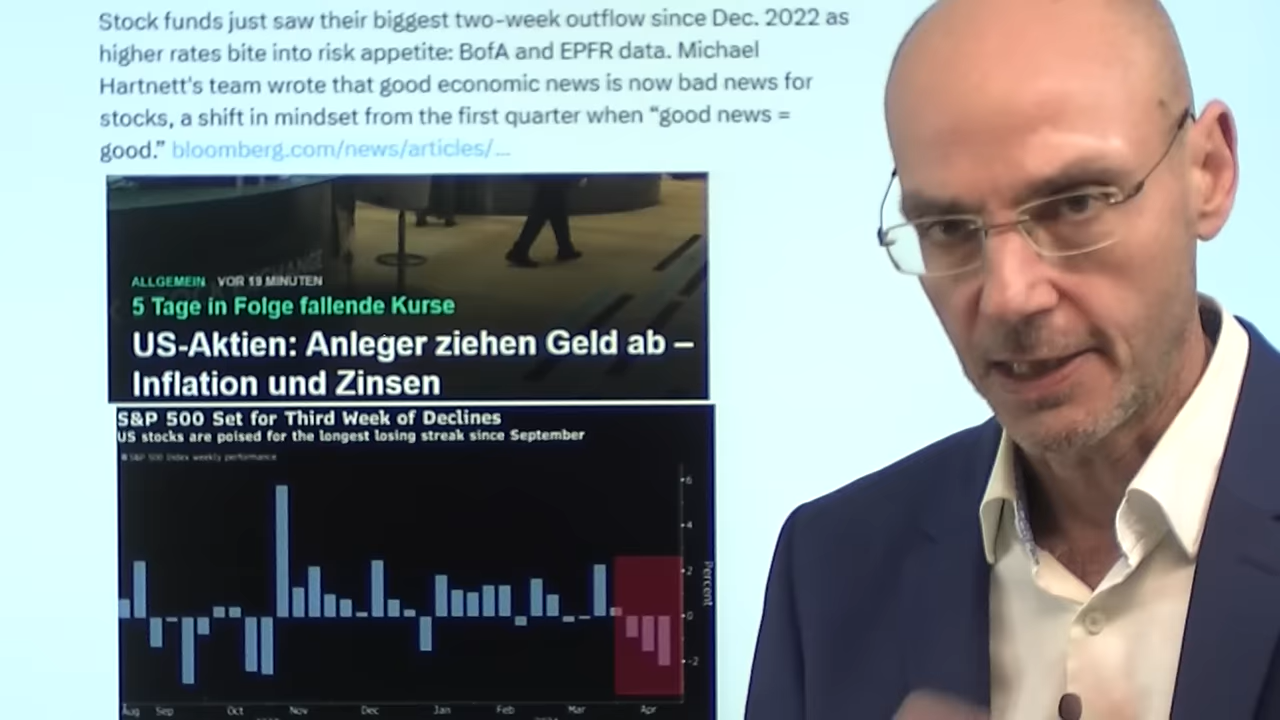 Stock funds just saw their biggest two-week outflow since Dec. 2022 as
higher rates bite into risk appetite: BofA and EPFR data. Michael
Hartnett's team wrote that good economic news is now bad news for
stocks, a shift in mindset from the first quarter when “good news =
good.” bloomberg.com/news/articles/...
ALLGEMEIN VOR 19 MINUTEN
5 Tage in Folge fallende Kurse
US-Aktien: Anleger ziehen Geld ab –
Inflation und Zinsen
S&P 500 Set for Third Week of Declines
US stocks are poised for the longest losing streak since September
S&P 500 Index weekly performance
6
4
2
0
-2
Percent
Aug Sep Oct Nov Dec Jan Feb Mar Apr